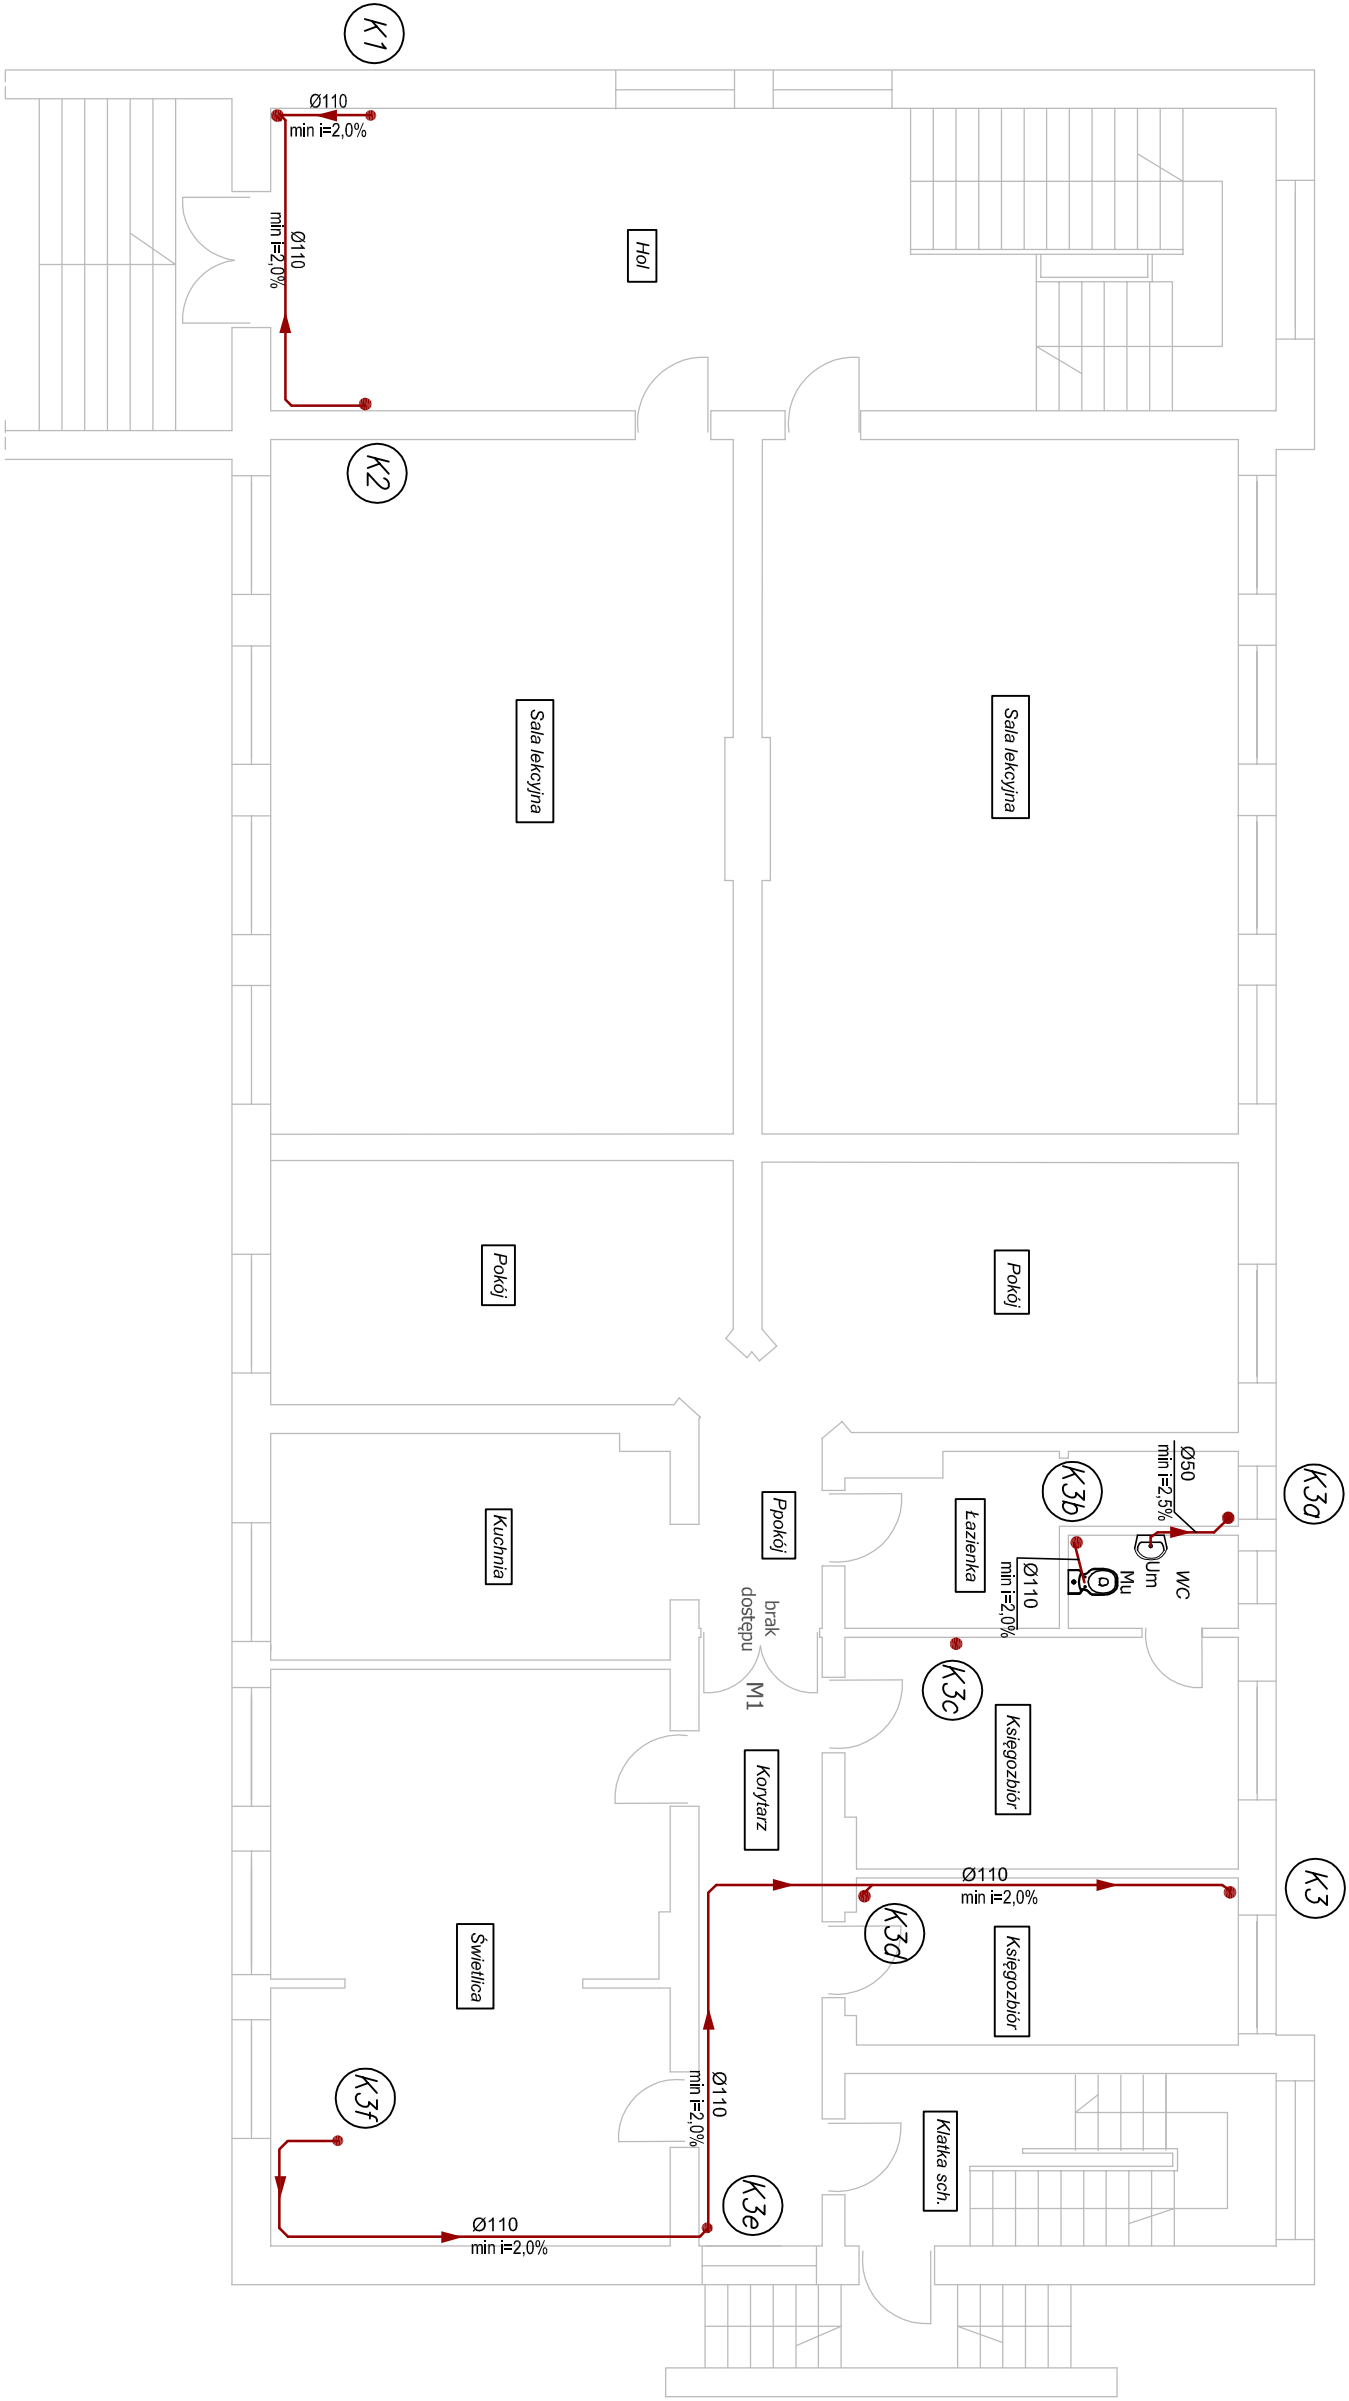 K1
Ø110
min i=2,0%
Ø110
min i=2,0%
Hol
K2
Sala lekcyjna
Sala lekcyjna
Pokój
Pokój
Kuchnia
Ppokój
Łazienka
K3b
Ø50
min i=2,5%
K3a
Ø110
min i=2,0%
Mu
Um
WC
brak
dostępu
M1
K3c
Księgozbiór
Korytarz
Ø110
min i=2,0%
K3
K3d
Księgozbiór
Świetlica
K3f
Ø110
min i=2,0%
K3e
Klatka sch.
Ø110
min i=2,0%